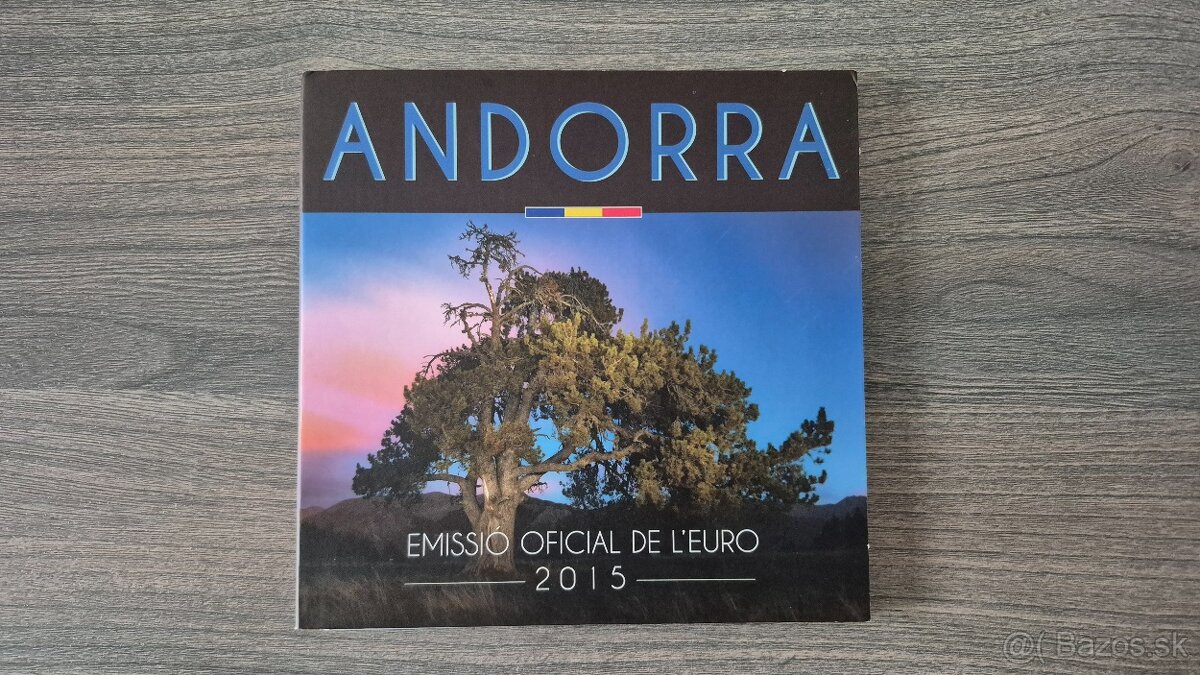 ANDORRA
EMISSIÓ OFICIAL DE L'EURO
2015
@( Bazos.sk